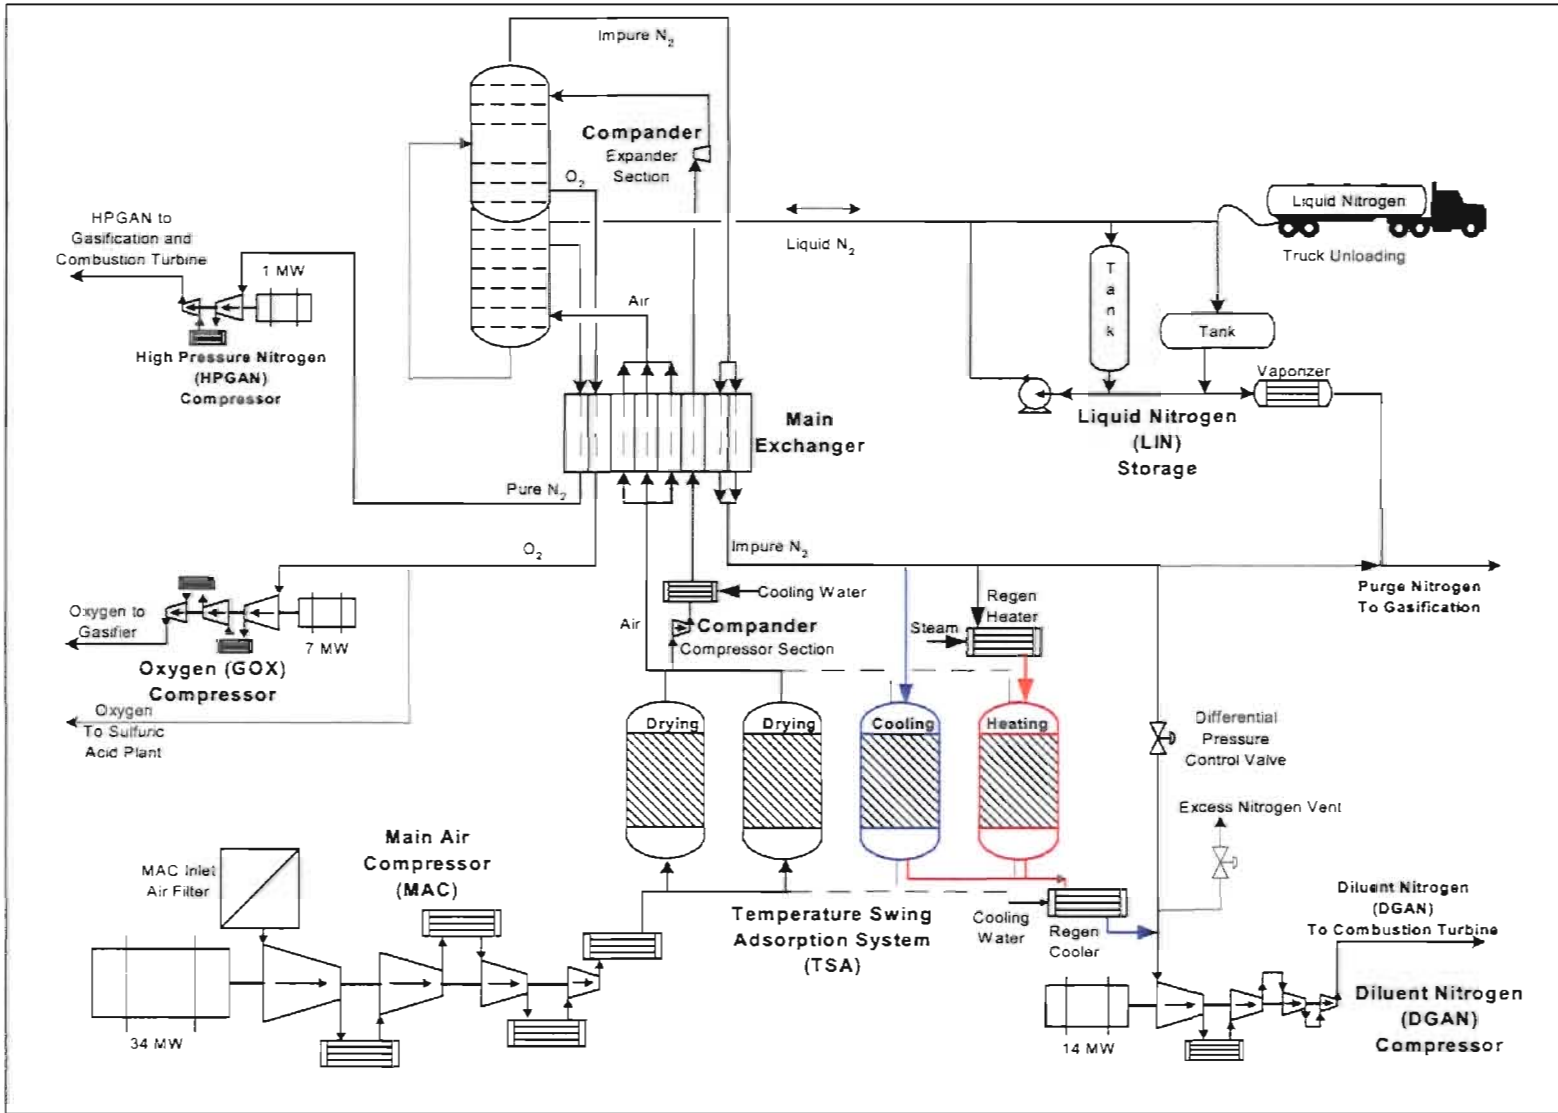 Impure N2
Compander
Expander
Section
O2
HPGAN to
Gasification and
Combustion Turbine
1 MW
High Pressure Nitrogen
(HPGAN)
Compressor
Air
Liquid N2
Liquid Nitrogen
Truck Unloading
Tank
Tank
Vaponzer
Liquid Nitrogen
(LIN)
Storage
Main
Exchanger
Pure N2
O2
Impure N2
Purge Nitrogen
To Gasification
Cooling Water
Regen
Heater
Steam
Air
Compander
Compressor Section
Oxygen to
Gasifier
7 MW
Oxygen (GOX)
Compressor
Oxygen
To Sulfuric
Acid Plant
Drying
Drying
Cooling
Heating
Differential
Pressure
Control Valve
Excess Nitrogen Vent
Main Air
Compressor
(MAC)
MAC Inlet
Air Filter
34 MW
Temperature Swing
Adsorption System
(TSA)
Cooling
Water
Regen
Cooler
Diluent Nitrogen
(DGAN)
To Combustion Turbine
14 MW
Diluent Nitrogen
(DGAN)
Compressor